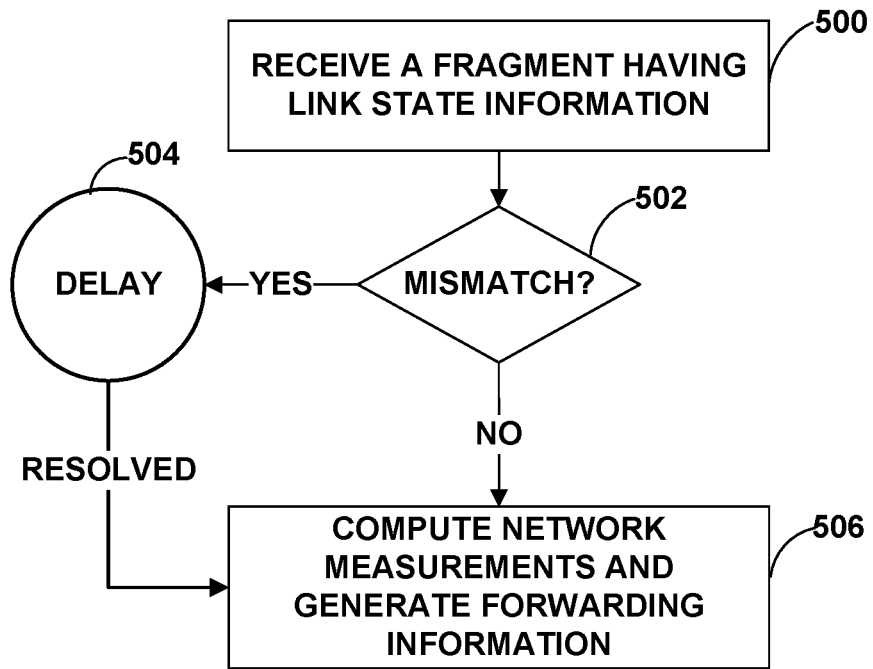 500
RECEIVE A FRAGMENT HAVING
LINK STATE INFORMATION
504
502
DELAY
YES
MISMATCH?
NO
RESOLVED
506
COMPUTE NETWORK
MEASUREMENTS AND
GENERATE FORWARDING
INFORMATION